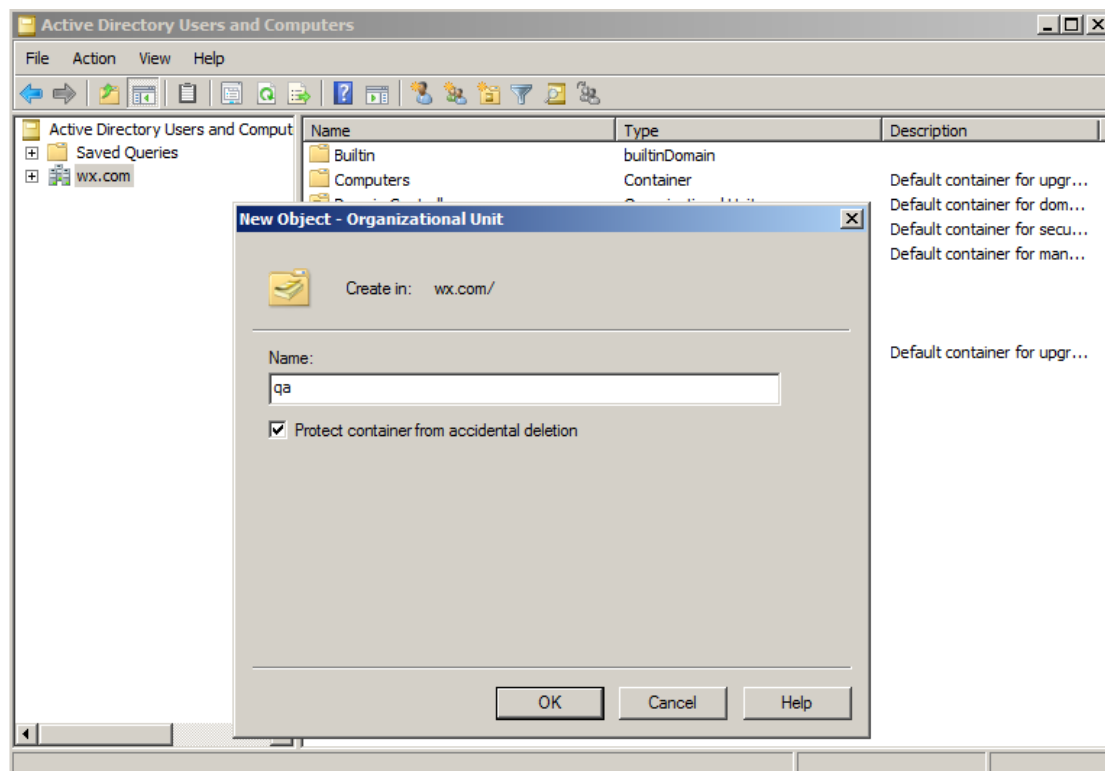 Active Directory Users and Computers
File Action View Help
Active Directory Users and Comput
Saved Queries
wx.com
Name Type Description
Builtin builtinDomain
Computers Container Default container for upgr...
Default container for dom...
Default container for secu...
Default container for man...
Default container for upgr...
New Object - Organizational Unit
Create in: wx.com/
Name:
qa
Protect container from accidental deletion
OK Cancel Help